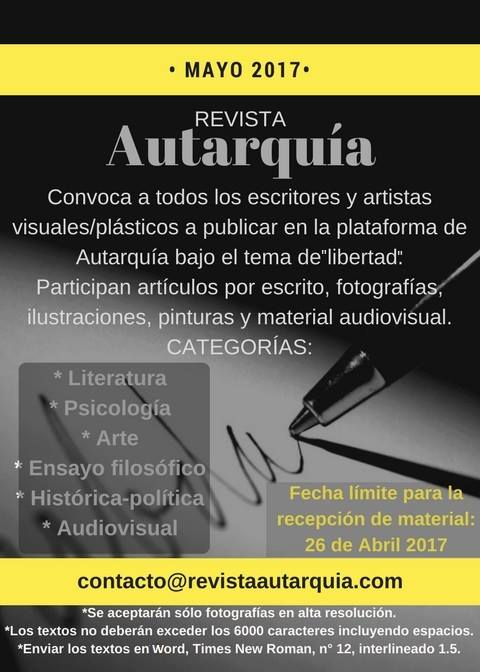 • MAYO 2017•
REVISTA
Autarquía
Convoca a todos los escritores y artistas
visuales/plásticos a publicar en la plataforma de
Autarquía bajo el tema de"libertad".
Participan artículos por escrito, fotografías,
ilustraciones, pinturas y material audiovisual.
CATEGORÍAS:
* Literatura
* Psicología
* Arte
* Ensayo filosófico
* Histórica-política
* Audiovisual
Fecha límite para la
recepción de material:
26 de Abril 2017
contacto@revistaautarquia.com
*Se aceptarán sólo fotografías en alta resolución.
*Los textos no deberán exceder los 6000 caracteres incluyendo espacios.
*Enviar los textos en Word, Times New Roman, n° 12, interlineado 1.5.